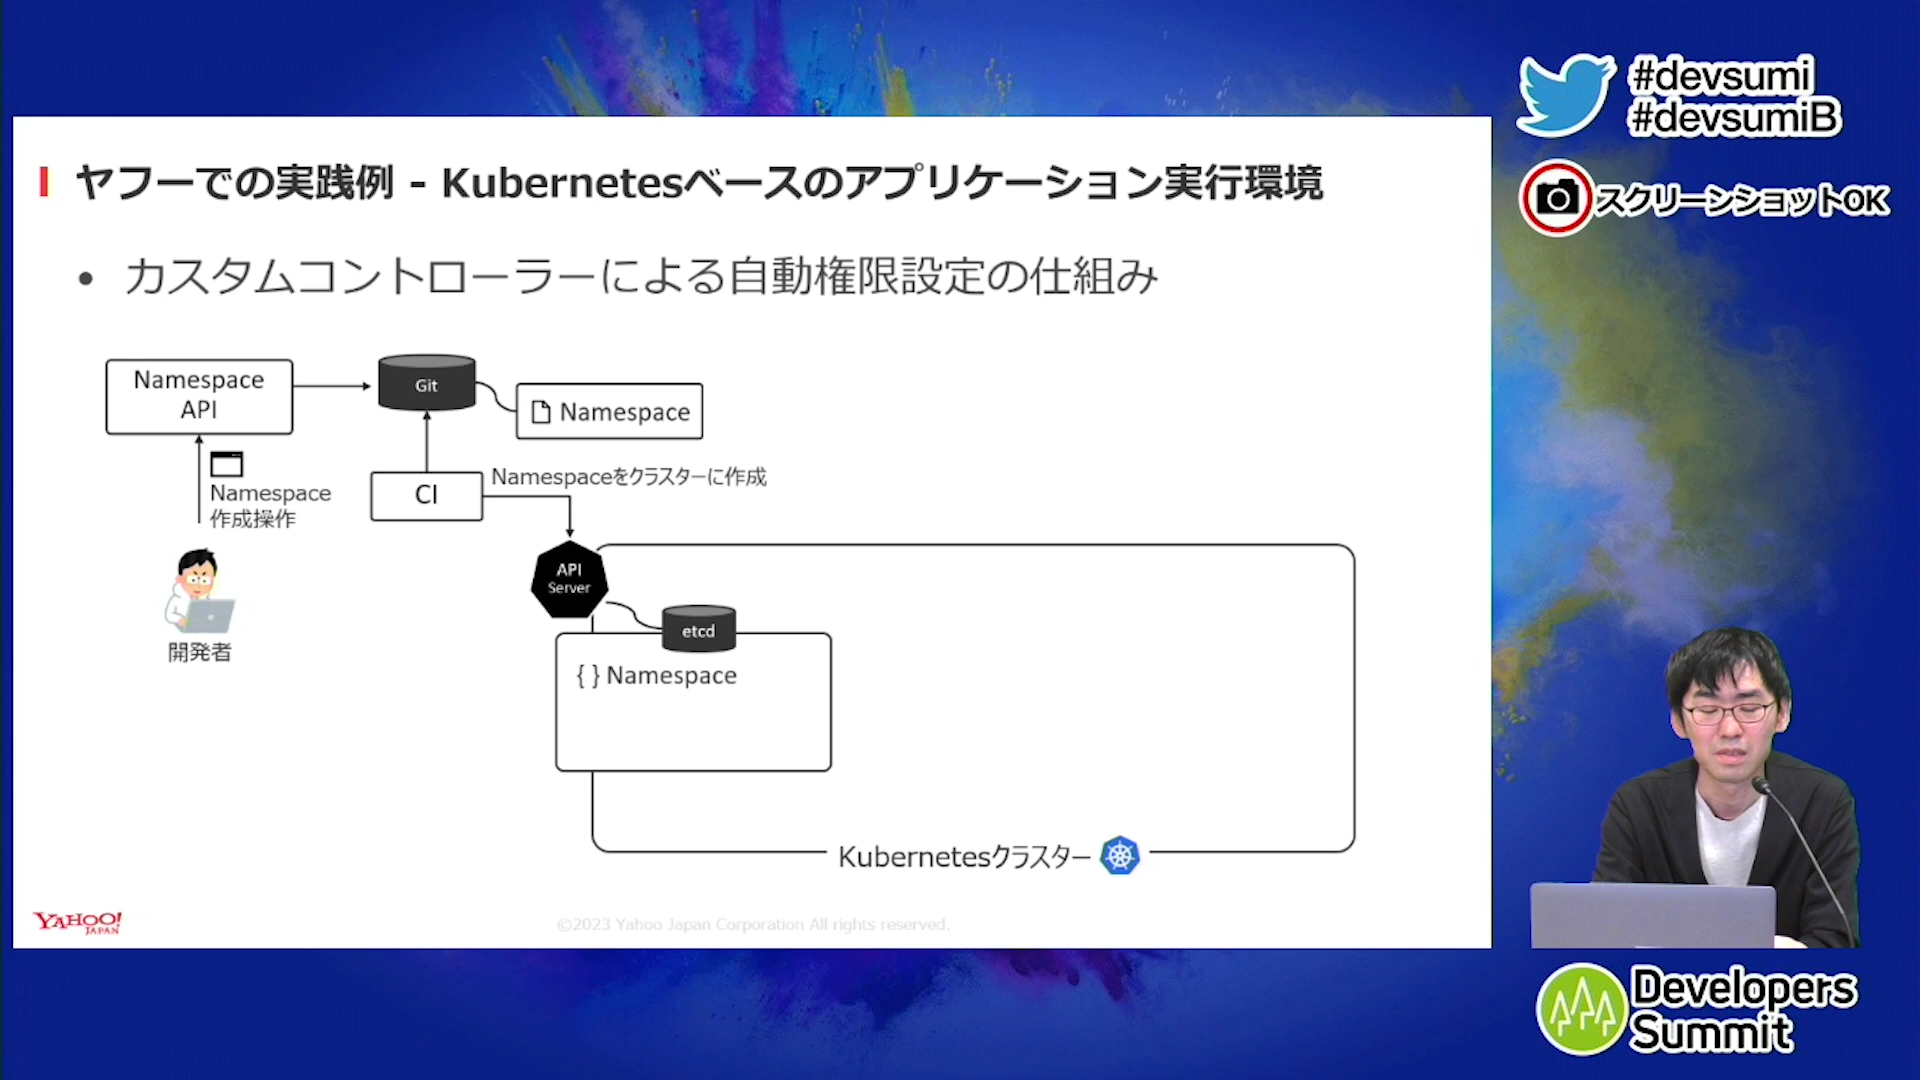 #devsumi
#devsumiB
スクリーンショットOK
ヤフーでの実践例 - Kubernetesベースのアプリケーション実行環境
• カスタムコントローラーによる自動権限設定の仕組み
Namespace
API
Git
Namespace
Namespace
作成操作
CI
Namespaceをクラスターに作成
開発者
API
Server
etcd
{ } Namespace
Kubernetesクラスター
YAHOO!
JAPAN
©2023 Yahoo Japan Corporation All rights reserved.
Developers
Summit